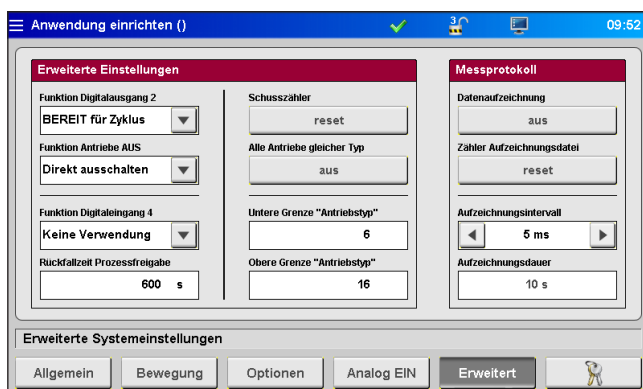 Anwendung einrichten ()
3
09:52
Erweiterte Einstellungen
Funktion Digitalausgang 2
BEREIT für Zyklus
Funktion Antriebe AUS
Direkt ausschalten
Funktion Digitaleingang 4
Keine Verwendung
Rückfallzeit Prozessfreigabe
600 s
Schusszähler
reset
Alle Antriebe gleicher Typ
aus
Untere Grenze "Antriebstyp"
6
Obere Grenze "Antriebstyp"
16
Messprotokoll
Datenaufzeichnung
aus
Zähler Aufzeichnungsdatei
reset
Aufzeichnungsintervall
5 ms
Aufzeichnungsdauer
10 s
Erweiterte Systemeinstellungen
Allgemein
Bewegung
Optionen
Analog EIN
Erweitert